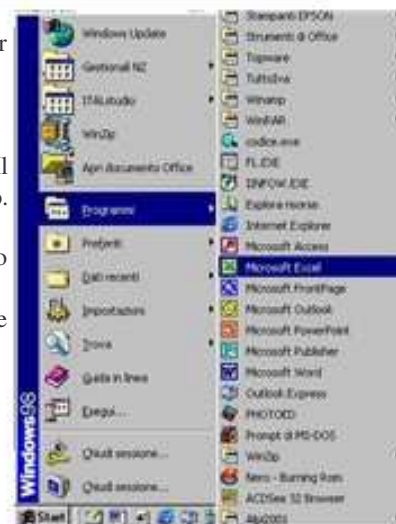 r
l
o.
o
e
Windows Update
Gestionali NZ
ITALstudio
WinZip
Apri documento Office
Programmi
Preferiti
Dati recenti
Impostazioni
Trova
Guida in linea
Esegui...
Chiudi sessione...
Chiudi sessione...
Windows98
Start
Stampanti EPSON
Strumenti di Office
Topware
TuttoIva
Winamp
WinRAR
codice.exe
FL.EXE
INFOW.EXE
Esplora risorse
Internet Explorer
Microsoft Access
Microsoft Excel
Microsoft FrontPage
Microsoft Outlook
Microsoft PowerPoint
Microsoft Publisher
Microsoft Word
Outlook Express
PHOTOED
Prompt di MS-DOS
WinZip
Nero - Burning Rom
ACDSee 32 Browser